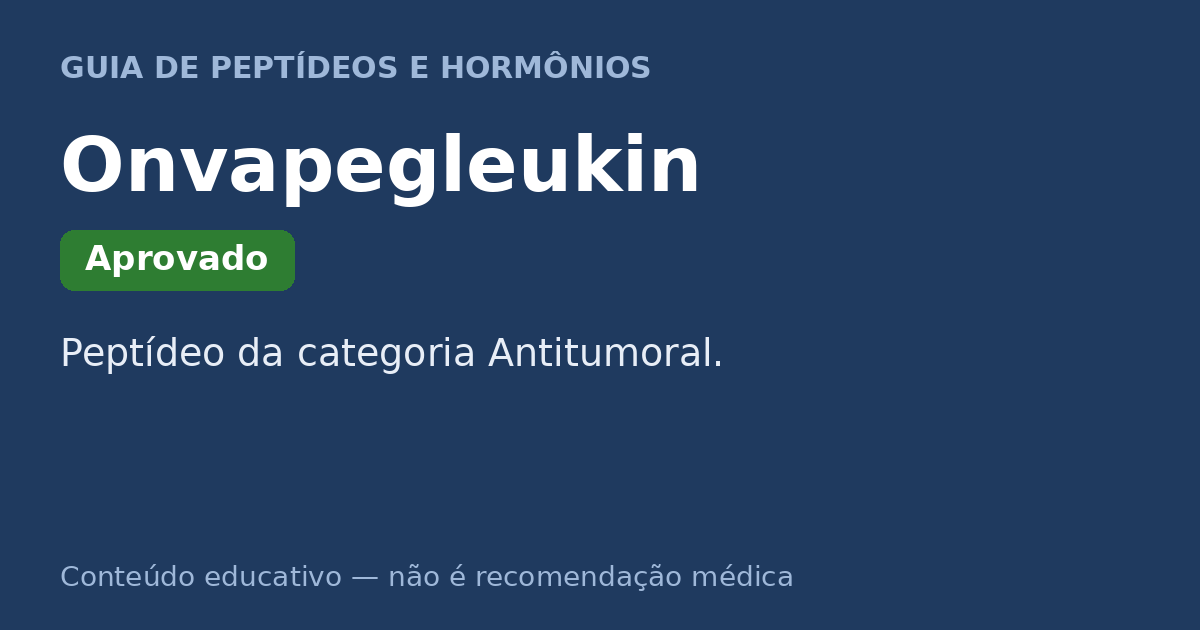 GUIA DE PEPTÍDEOS E HORMÔNIOS
Onvapegleukin
Aprovado
Peptídeo da categoria Antitumoral.
Conteúdo educativo — não é recomendação médica